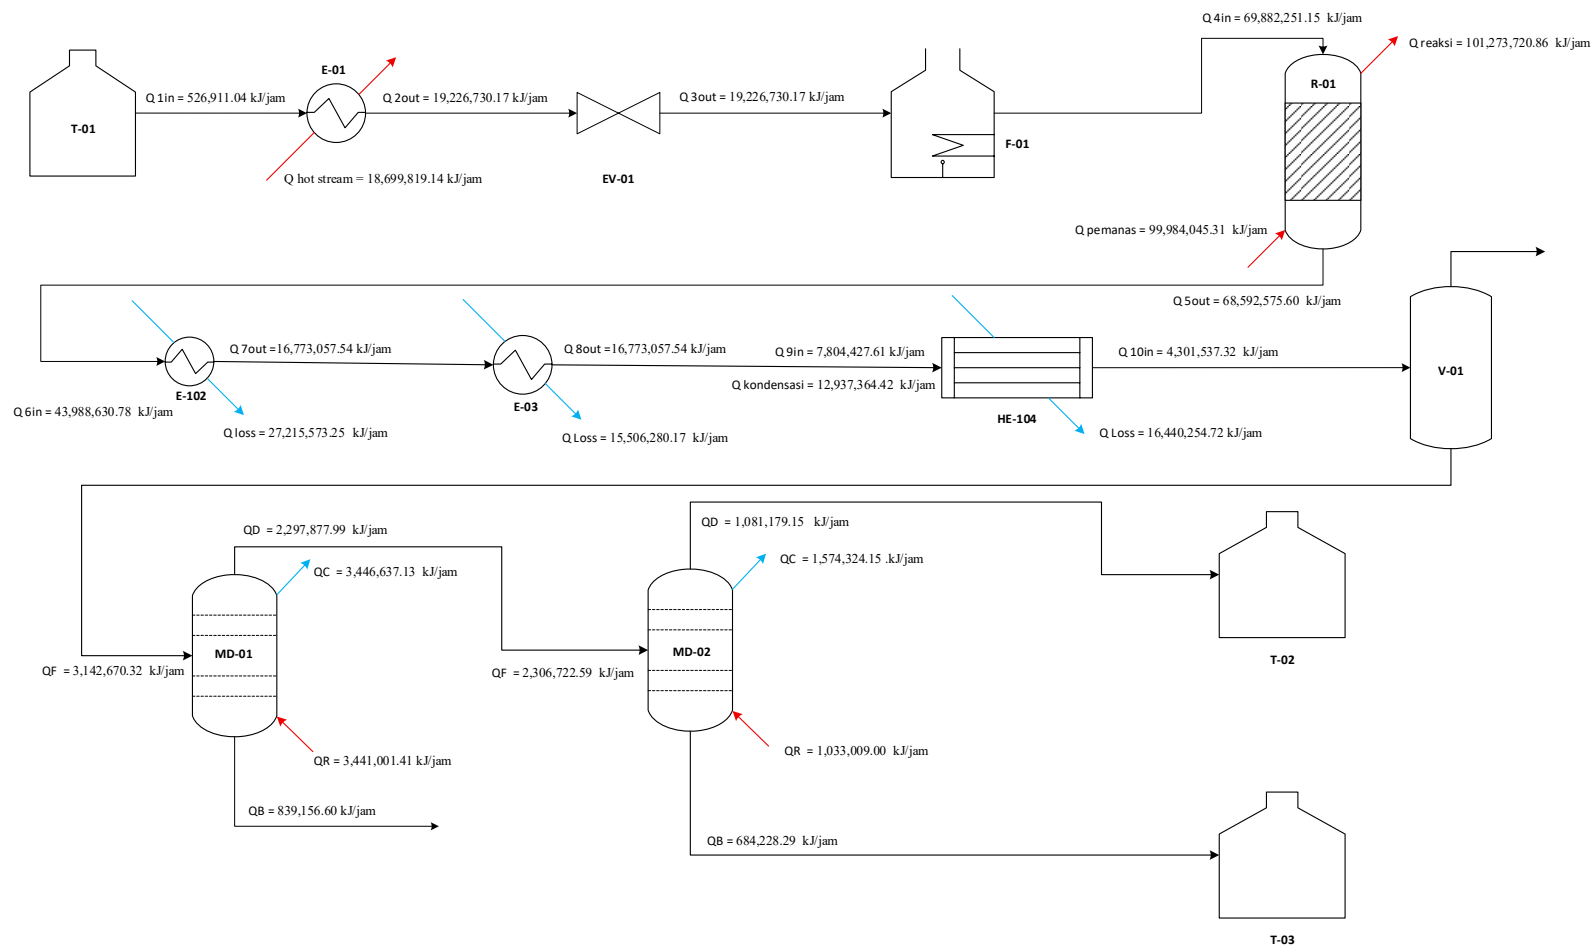 Q 4in = 69,882,251.15 kJ/jam
Q reaksi = 101,273,720.86 kJ/jam
E-01
R-01
Q 1in = 526,911.04 kJ/jam
Q 2out = 19,226,730.17 kJ/jam
Q 3out = 19,226,730.17 kJ/jam
T-01
F-01
Q hot stream = 18,699,819.14 kJ/jam
EV-01
Q pemanas = 99,984,045.31 kJ/jam
Q 5out = 68,592,575.60 kJ/jam
Q 7out =16,773,057.54 kJ/jam
Q 8out =16,773,057.54 kJ/jam
Q 9in = 7,804,427.61 kJ/jam
Q 10in = 4,301,537.32 kJ/jam
V-01
Q kondensasi = 12,937,364.42 kJ/jam
E-102
E-03
Q 6in = 43,988,630.78 kJ/jam
HE-104
Q loss = 27,215,573.25 kJ/jam
Q Loss = 15,506,280.17 kJ/jam
Q Loss = 16,440,254.72 kJ/jam
QD = 2,297,877.99 kJ/jam
QD = 1,081,179.15 kJ/jam
QC = 3,446,637.13 kJ/jam
QC = 1,574,324.15 .kJ/jam
MD-01
MD-02
T-02
QF = 3,142,670.32 kJ/jam
QF = 2,306,722.59 kJ/jam
QR = 3,441,001.41 kJ/jam
QR = 1,033,009.00 kJ/jam
QB = 839,156.60 kJ/jam
QB = 684,228.29 kJ/jam
T-03